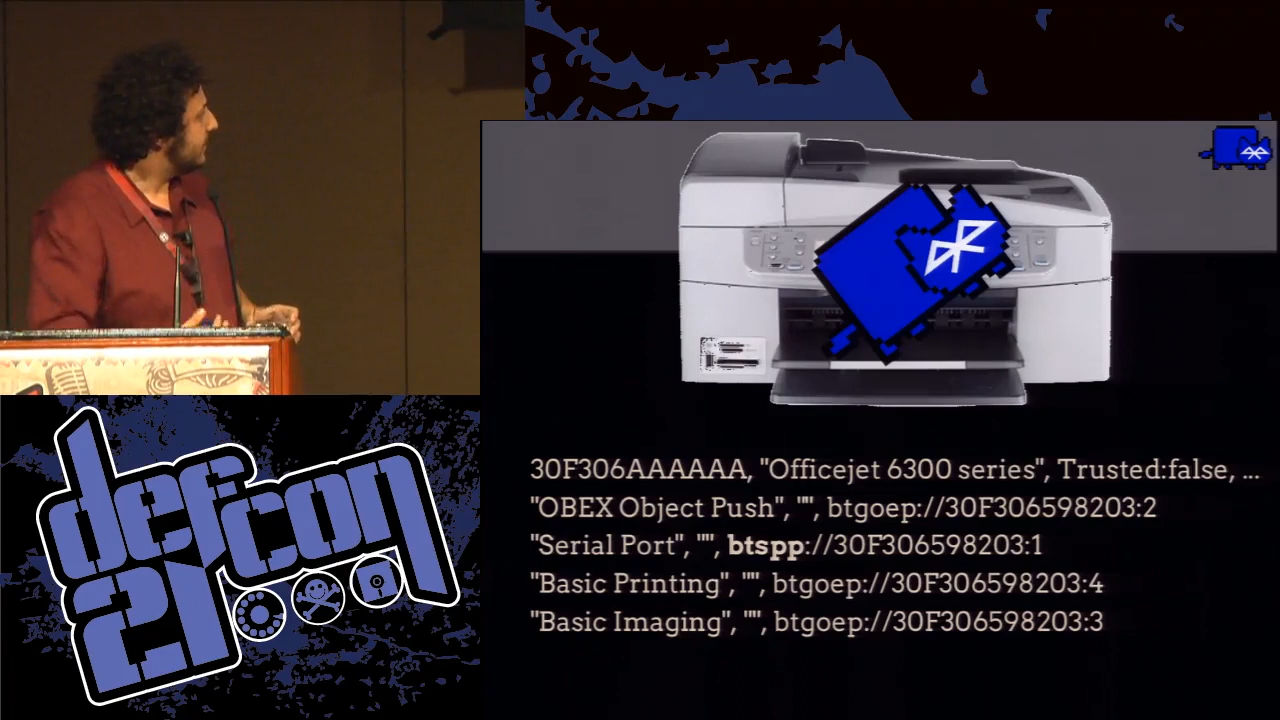 defcon
21
30F306AAAAAA, "Officejet 6300 series", Trusted:false, ...
"OBEX Object Push", "", btgoep://30F306598203:2
"Serial Port", "", btspp://30F306598203:1
"Basic Printing", "", btgoep://30F306598203:4
"Basic Imaging", "", btgoep://30F306598203:3